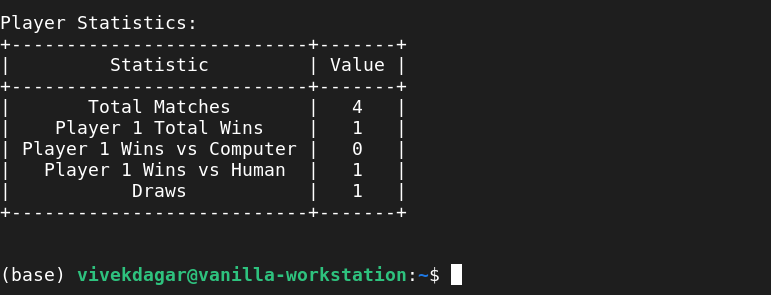 Player Statistics:
+---------------------------+-------+
|         Statistic         | Value |
+---------------------------+-------+
|       Total Matches       |   4   |
|    Player 1 Total Wins    |   1   |
| Player 1 Wins vs Computer |   0   |
|   Player 1 Wins vs Human  |   1   |
|           Draws           |   1   |
+---------------------------+-------+
(base) vivekdagar@vanilla-workstation:~$